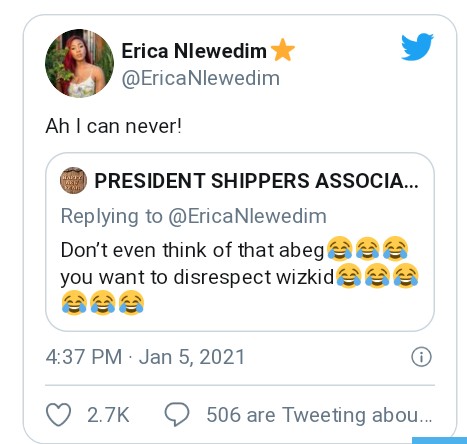 Erica Nlewedim⭐
@EricaNlewedim
Ah I can never!
PRESIDENT SHIPPERS ASSOCIA...
Replying to @EricaNlewedim
Don’t even think of that abeg😂😂😂
you want to disrespect wizkid😂😂😂
😂😂😂
4:37 PM · Jan 5, 2021
2.7K 506 are Tweeting abou...